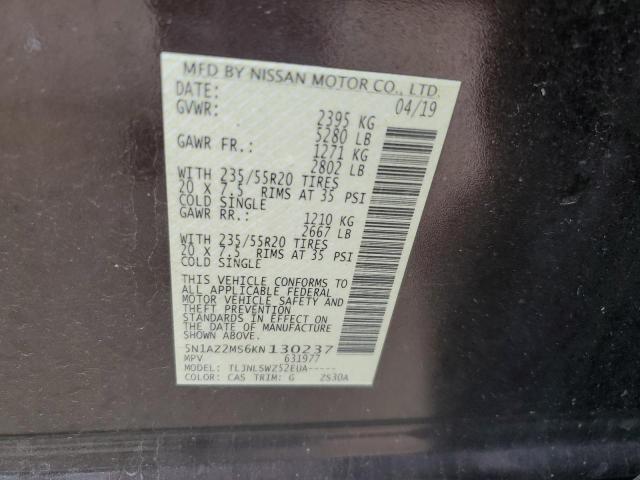 MFD BY NISSAN MOTOR CO., LTD.
DATE: 04/19
GVWR: 2395 KG
5280 LB
GAWR FR.: 1271 KG
2802 LB
WITH 235/55R20 TIRES
20 X 7.5 RIMS AT 35 PSI
COLD SINGLE
GAWR RR.: 1210 KG
2667 LB
WITH 235/55R20 TIRES
20 X 7.5 RIMS AT 35 PSI
COLD SINGLE
THIS VEHICLE CONFORMS TO
ALL APPLICABLE FEDERAL
MOTOR VEHICLE SAFETY AND
THEFT PREVENTION
STANDARDS IN EFFECT ON
THE DATE OF MANUFACTURE
SHOWN ABOVE.
5N1AZ2MS6KN130237
MPV 631977
MODEL: TLJNLSWZ52EUA-----
COLOR: CAS TRIM: G 2S30A